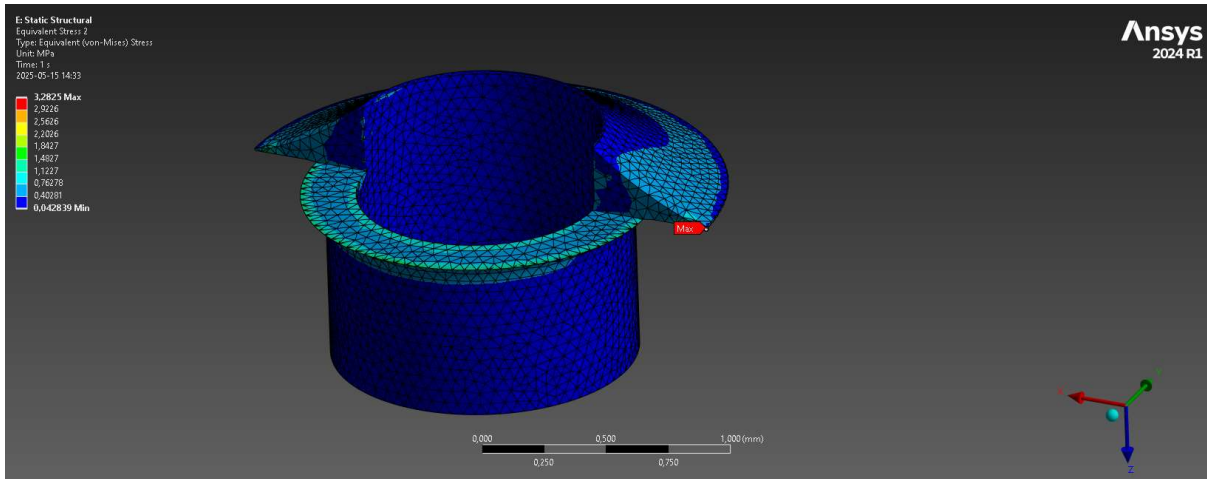 E: Static Structural
Equivalent Stress 2
Type: Equivalent (von-Mises) Stress
Unit: MPa
Time: 1 s
2025-05-15 14:33
3,2825 Max
2,9226
2,5626
2,2026
1,8427
1,4827
1,1227
0,76278
0,40281
0,042839 Min
Ansys
2024 R1
Max
0,000
0,500
1,000 (mm)
0,250
0,750
X
Z